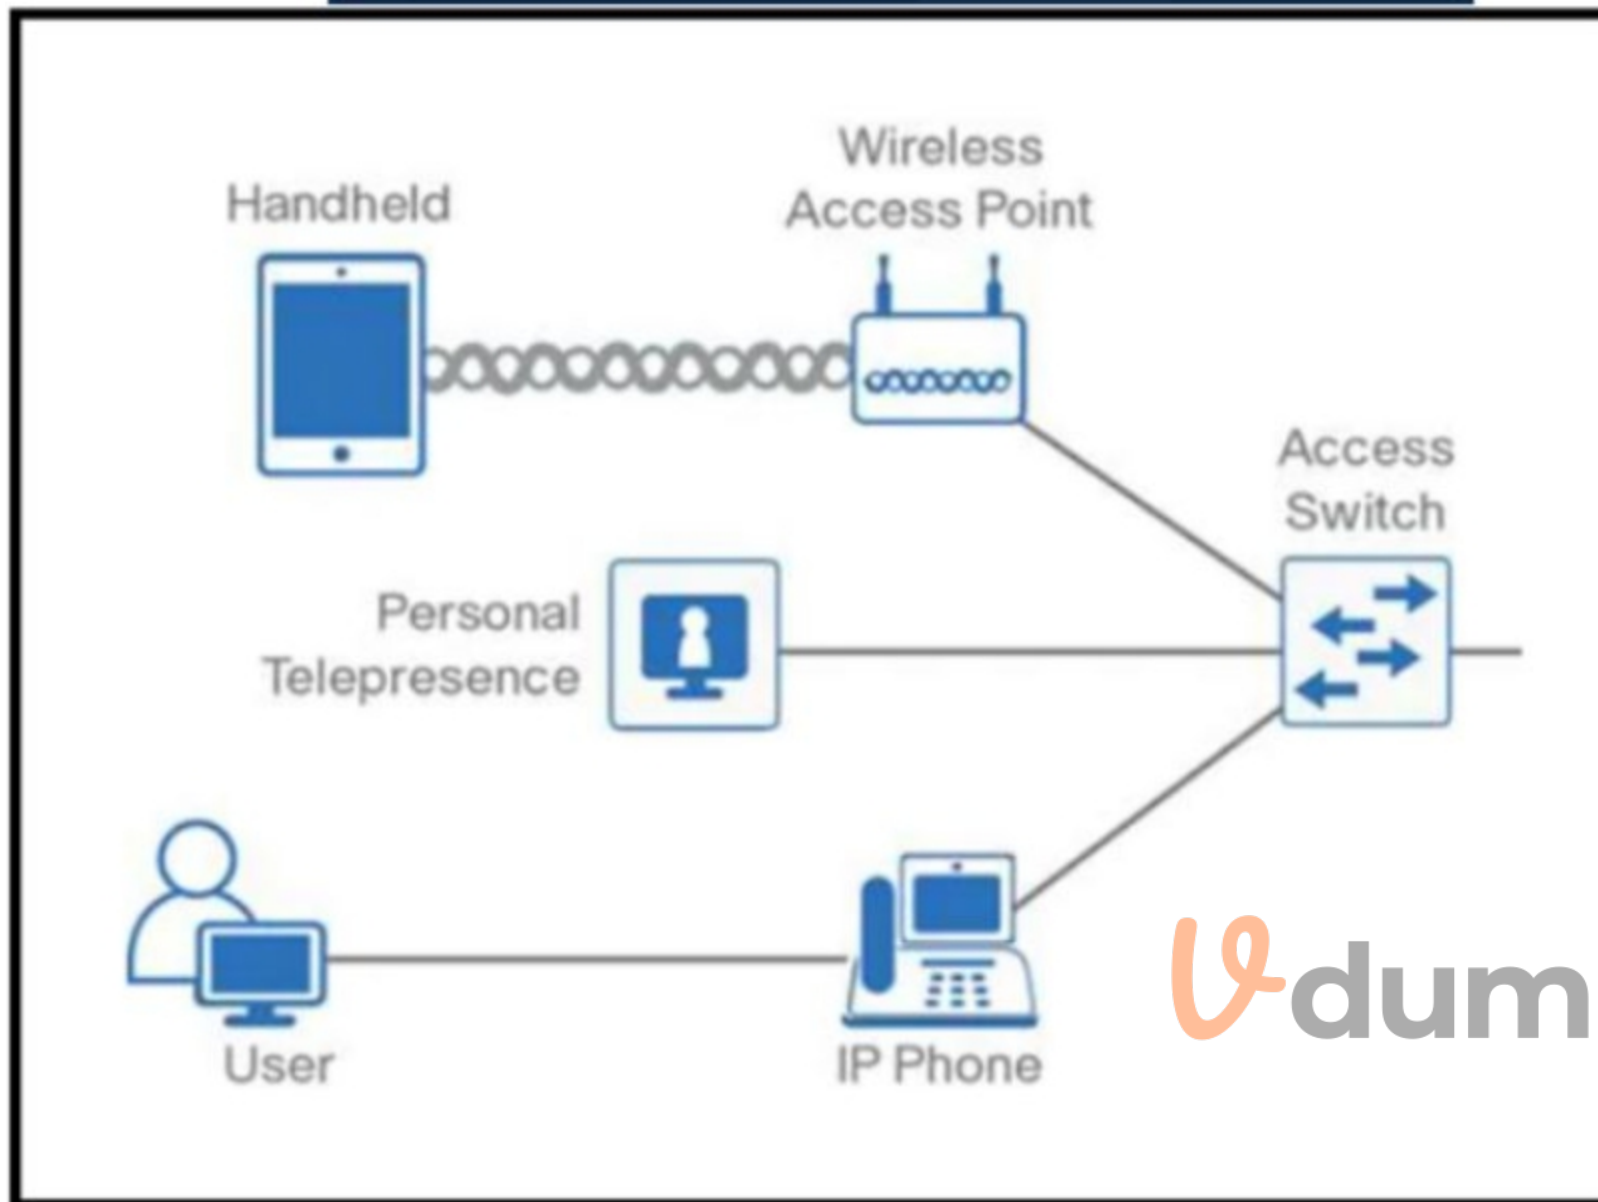 Wireless
Access Point
Handheld
Access
Switch
Personal
Telepresence
User
IP Phone
Vdum